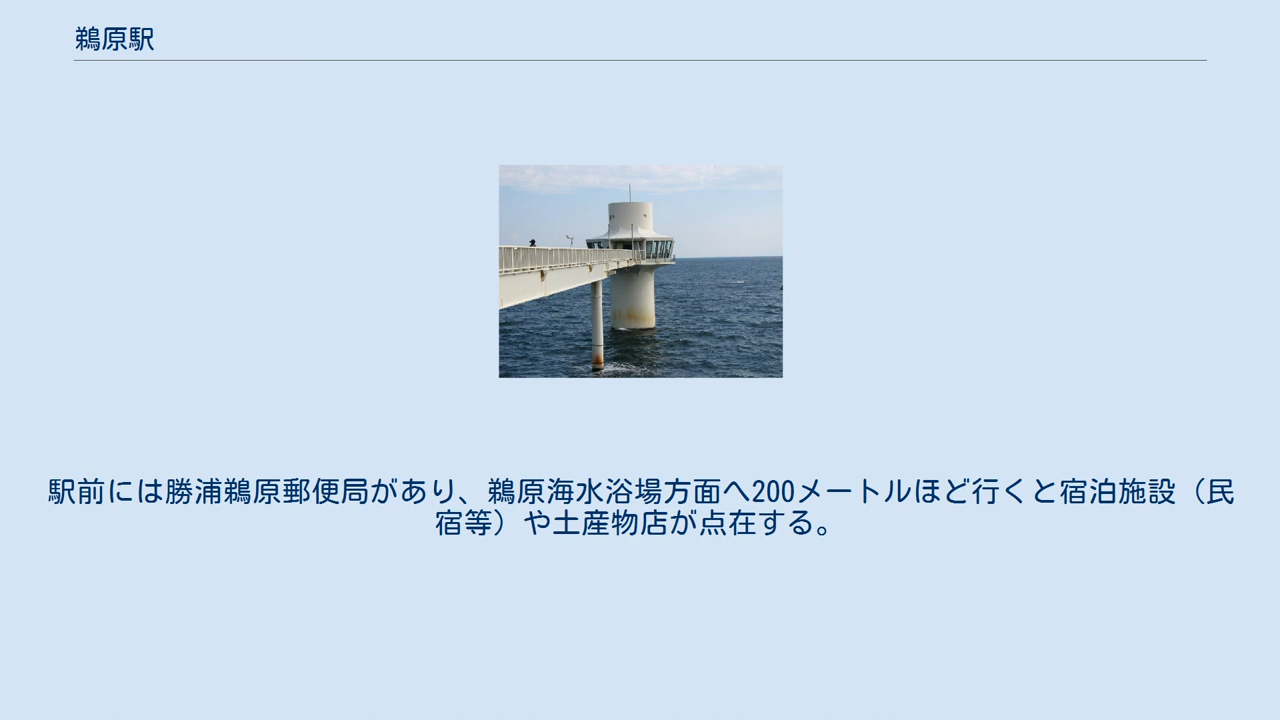 鵜原駅
駅前には勝浦鵜原郵便局があり、鵜原海水浴場方面へ200メートルほど行くと宿泊施設（民
宿等）や土産物店が点在する。